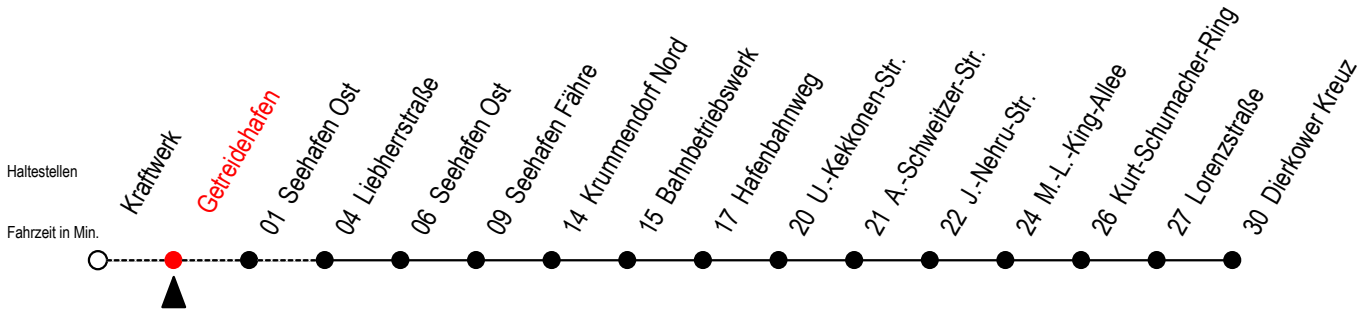 Haltestellen
Fahrzeit in Min.
Kraftwerk
Getreidehafen
01 Seehafen Ost
04 Liebherrstraße
06 Seehafen Ost
09 Seehafen Fähre
14 Krummendorf Nord
15 Bahnbetriebswerk
17 Hafenbahnweg
20 U.-Kekkonen-Str.
21 A.-Schweitzer-Str.
22 J.-Nehru-Str.
24 M.-L.-King-Allee
26 Kurt-Schumacher-Ring
27 Lorenzstraße
30 Dierkower Kreuz